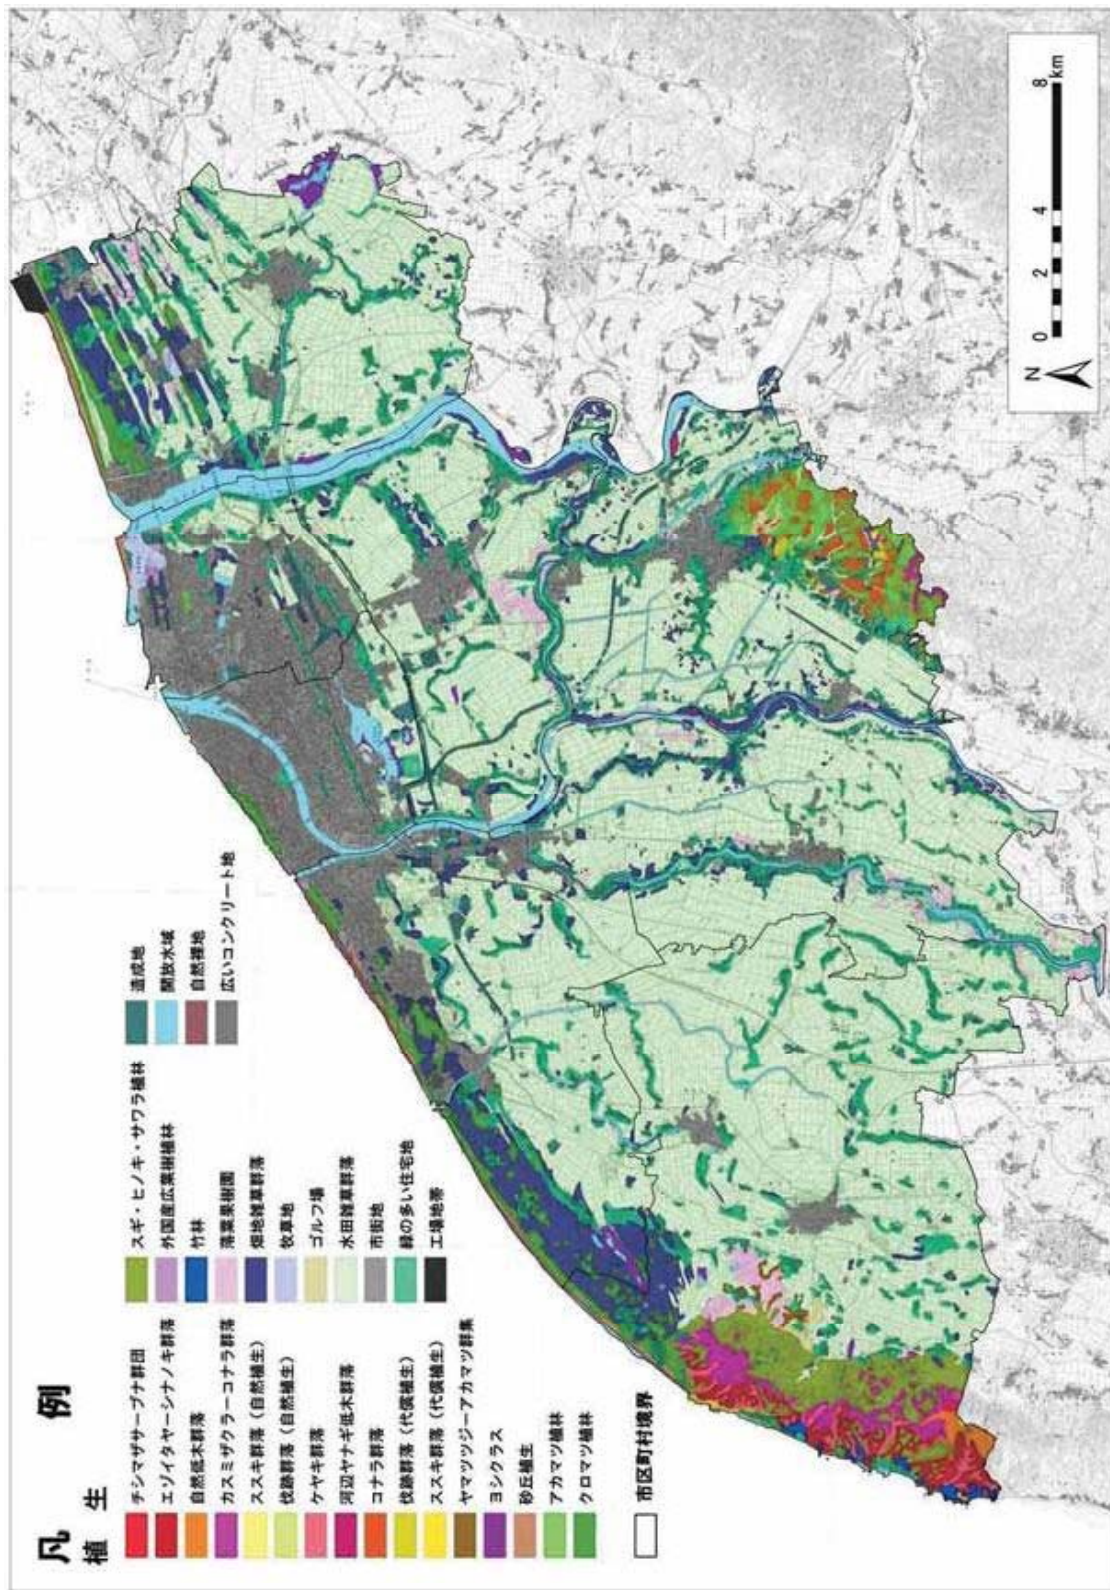 凡例
植生
チシマザサーブナ群団
エゾイタヤーシナノキ群落
自然低木群落
カスミザクラーコナラ群落
ススキ群落(自然植生)
伐跡群落(自然植生)
ケヤキ群落
河辺ヤナギ低木群落
コナラ群落
伐跡群落(代償植生)
ススキ群落(代償植生)
ヤマツツジーアカマツ群集
ヨシクラス
砂丘植生
アカマツ植林
クロマツ植林
スギ・ヒノキ・サワラ植林
外国産広葉樹植林
竹林
落葉果樹園
畑地雑草群落
牧草地
ゴルフ場
水田雑草群落
市街地
緑の多い住宅地
工場地帯
造成地
開放水域
自然裸地
広いコンクリート地
市区町村境界
N
0 2 4 8
km